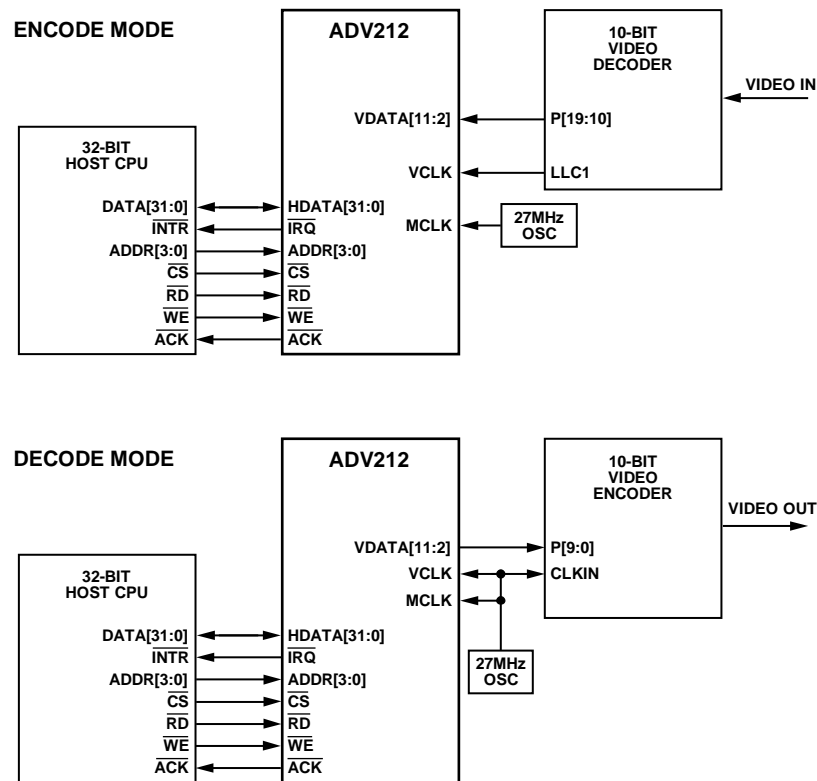 ENCODE MODE
ADV212
10-BIT
VIDEO
DECODER
VIDEO IN
VDATA[11:2]
P[19:10]
32-BIT
HOST CPU
VCLK
LLC1
DATA[31:0]
HDATA[31:0]
MCLK
27MHz
OSC
INTR
IRQ
ADDR[3:0]
ADDR[3:0]
CS
CS
RD
RD
WE
WE
ACK
ACK
DECODE MODE
ADV212
10-BIT
VIDEO
ENCODER
VIDEO OUT
VDATA[11:2]
P[9:0]
VCLK
CLKIN
32-BIT
HOST CPU
MCLK
DATA[31:0]
HDATA[31:0]
INTR
IRQ
27MHz
OSC
ADDR[3:0]
ADDR[3:0]
CS
CS
RD
RD
WE
WE
ACK
ACK